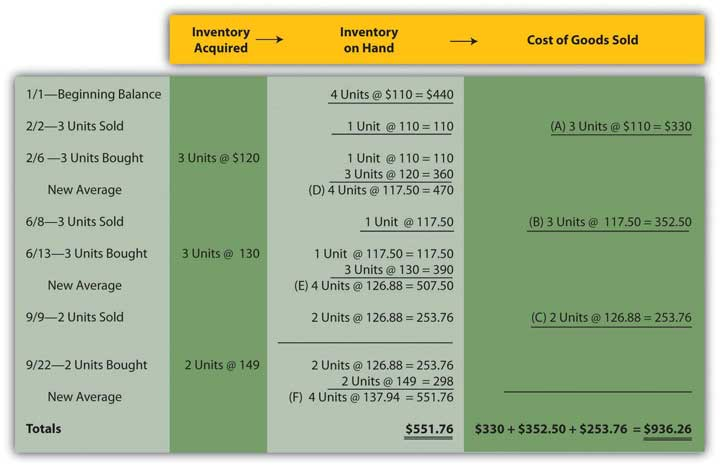 Inventory Acquired → Inventory on Hand → Cost of Goods Sold
1/1—Beginning Balance 4 Units @ $110 = $440
2/2—3 Units Sold 1 Unit @ 110 = 110 (A) 3 Units @ $110 = $330
2/6 —3 Units Bought 3 Units @ $120 1 Unit @ 110 = 110
3 Units @ 120 = 360
New Average (D) 4 Units @ 117.50 = 470
6/8—3 Units Sold 1 Unit @ 117.50 (B) 3 Units @ 117.50 = 352.50
6/13—3 Units Bought 3 Units @ 130 1 Unit @ 117.50 = 117.50
3 Units @ 130 = 390
New Average (E) 4 Units @ 126.88 = 507.50
9/9—2 Units Sold 2 Units @ 126.88 = 253.76 (C) 2 Units @ 126.88 = 253.76
9/22—2 Units Bought 2 Units @ 149 2 Units @ 126.88 = 253.76
2 Units @ 149 = 298
New Average (F) 4 Units @ 137.94 = 551.76
Totals $551.76 $330 + $352.50 + $253.76 = $936.26